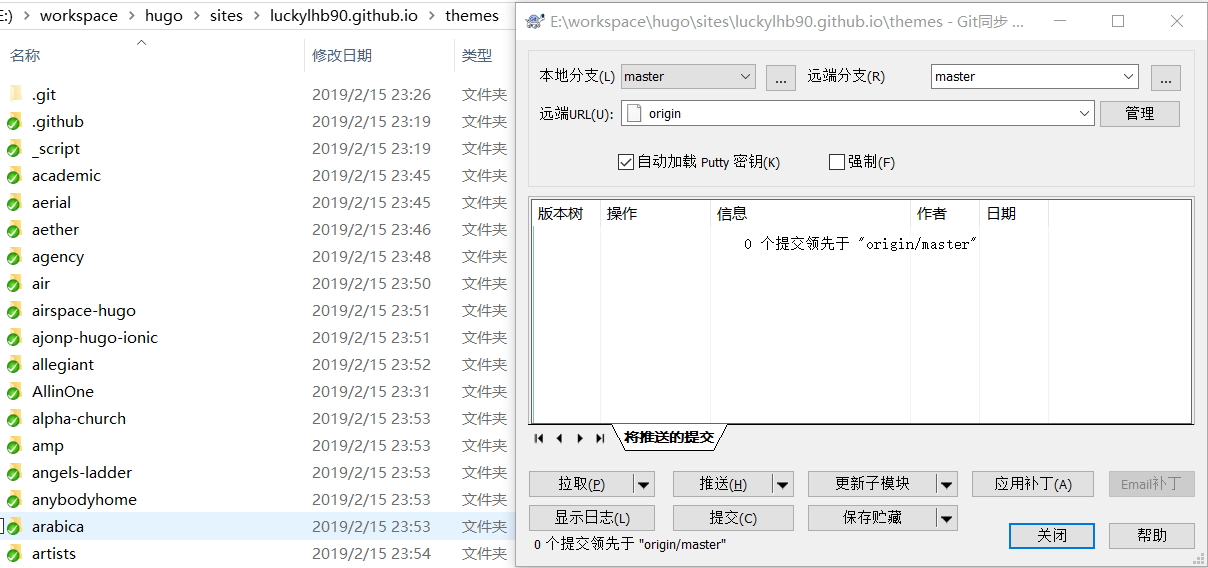 E:) > workspace > hugo > sites > luckylhb90.github.io > themes
名称 修改日期 类型
.git 2019/2/15 23:26 文件夹
.github 2019/2/15 23:19 文件夹
_script 2019/2/15 23:19 文件夹
academic 2019/2/15 23:45 文件夹
aerial 2019/2/15 23:45 文件夹
aether 2019/2/15 23:46 文件夹
agency 2019/2/15 23:48 文件夹
air 2019/2/15 23:50 文件夹
airspace-hugo 2019/2/15 23:51 文件夹
ajonp-hugo-ionic 2019/2/15 23:51 文件夹
allegiant 2019/2/15 23:52 文件夹
AllinOne 2019/2/15 23:31 文件夹
alpha-church 2019/2/15 23:53 文件夹
amp 2019/2/15 23:53 文件夹
angels-ladder 2019/2/15 23:53 文件夹
anybodyhome 2019/2/15 23:53 文件夹
arabica 2019/2/15 23:53 文件夹
artists 2019/2/15 23:54 文件夹
E:\workspace\hugo\sites\luckylhb90.github.io\themes - Git同步 ...
本地分支(L) master ... 远端分支(R) master ...
远端URL(U): origin 管理
自动加载 Putty 密钥(K) 强制(F)
版本树 操作 信息 作者 日期
0 个提交领先于 "origin/master"
将推送的提交
拉取(P) 推送(H) 更新子模块 应用补丁(A) Email补丁
显示日志(L) 提交(C) 保存贮藏
0 个提交领先于 "origin/master" 关闭 帮助